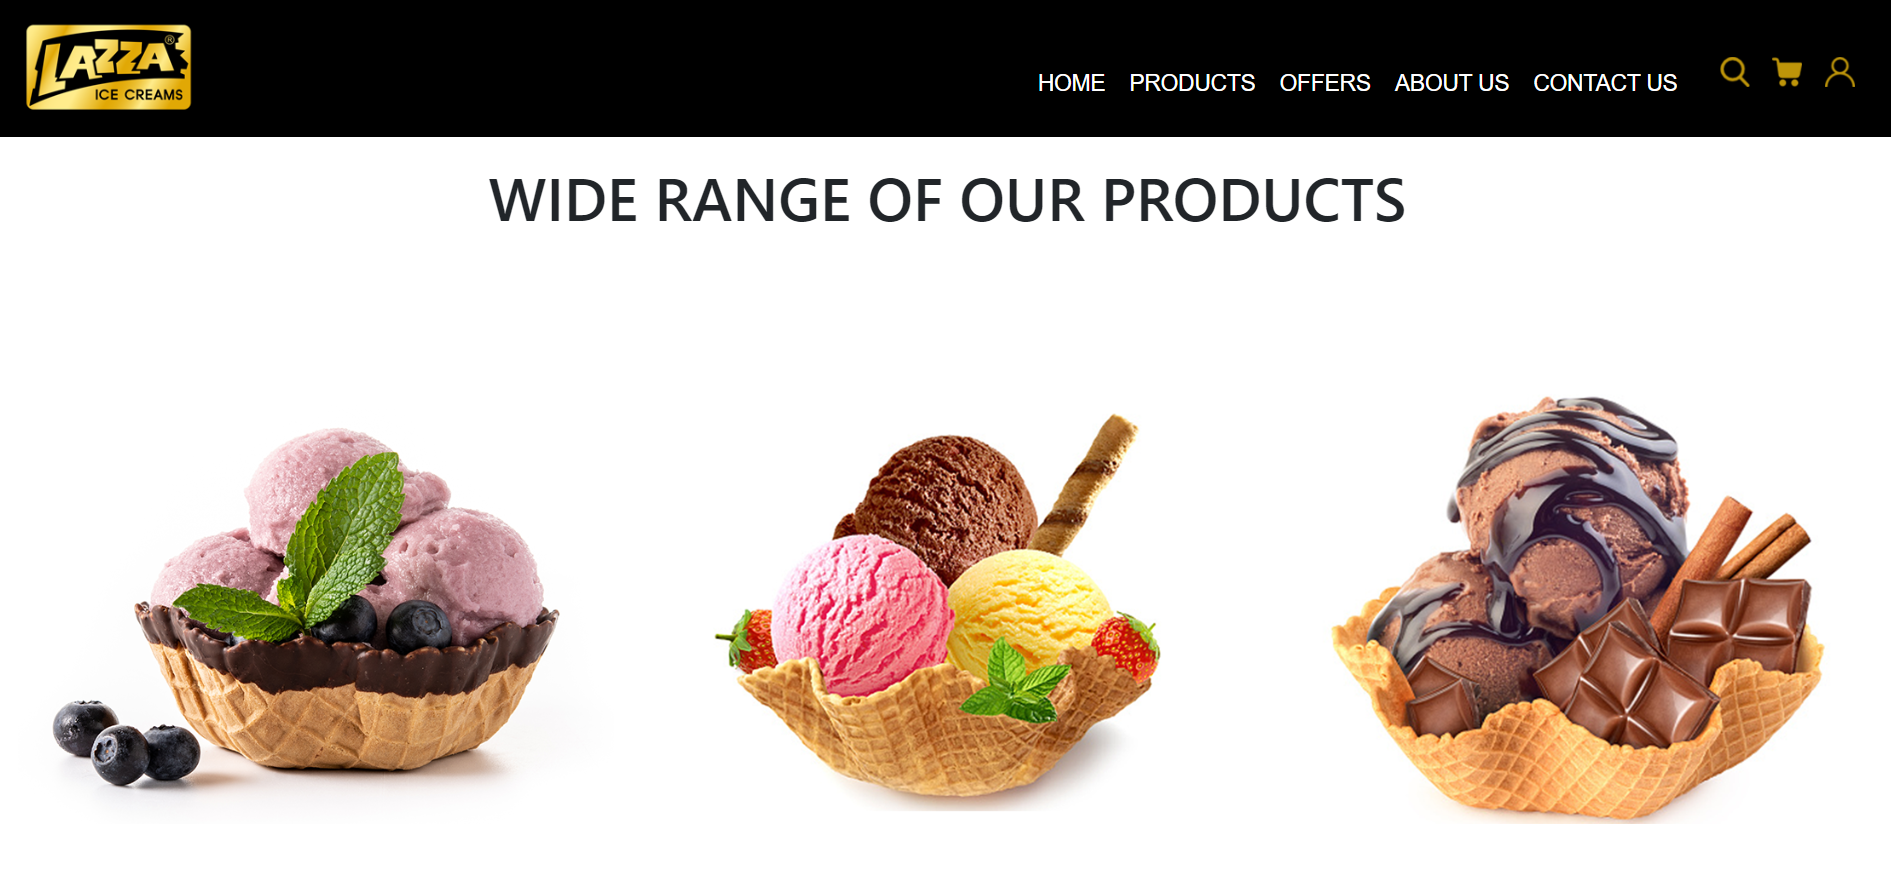 LAZZA®
ICE CREAMS
HOME PRODUCTS OFFERS ABOUT US CONTACT US
WIDE RANGE OF OUR PRODUCTS